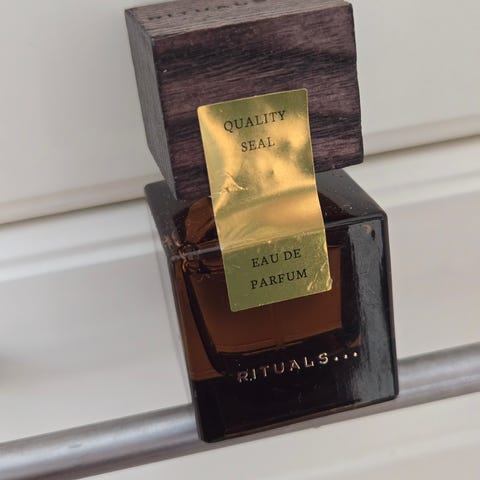 QUALITY
SEAL
EAU DE
PARFUM
RITUALS...